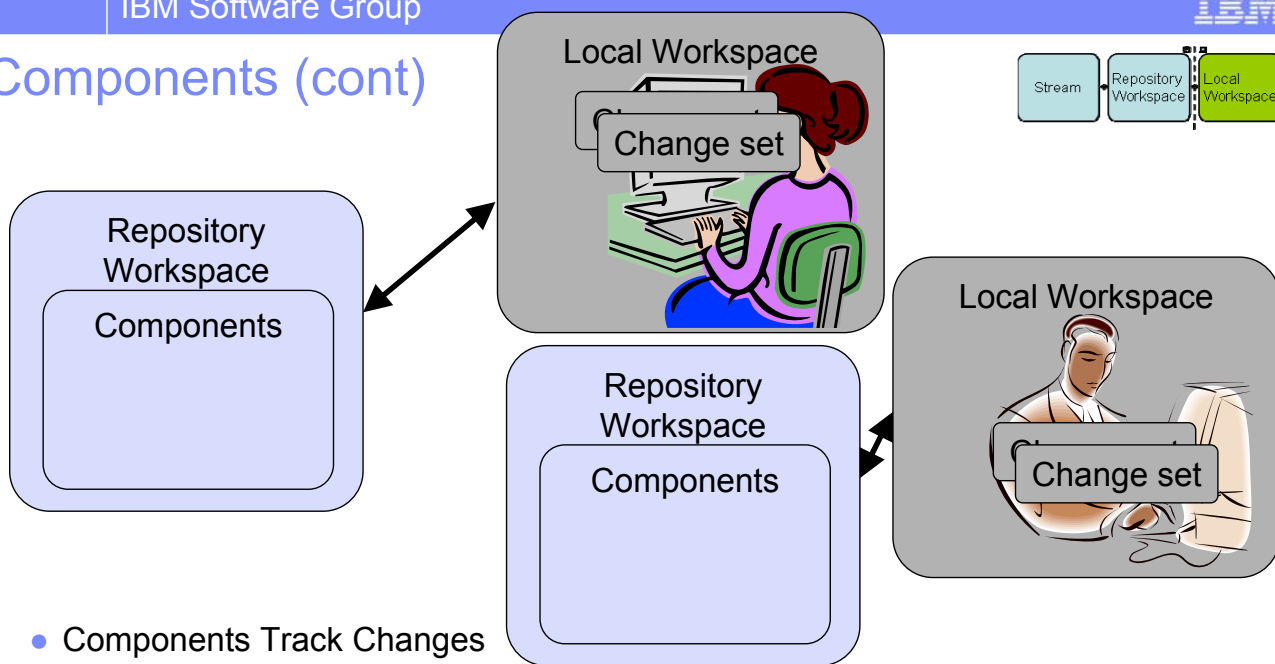 IBM Software Group
IBM
Components (cont)
Local Workspace
Change set
Stream
Repository
Workspace
Local
Workspace
Repository
Workspace
Components
Local Workspace
Change set
Repository
Workspace
Components
Components Track Changes